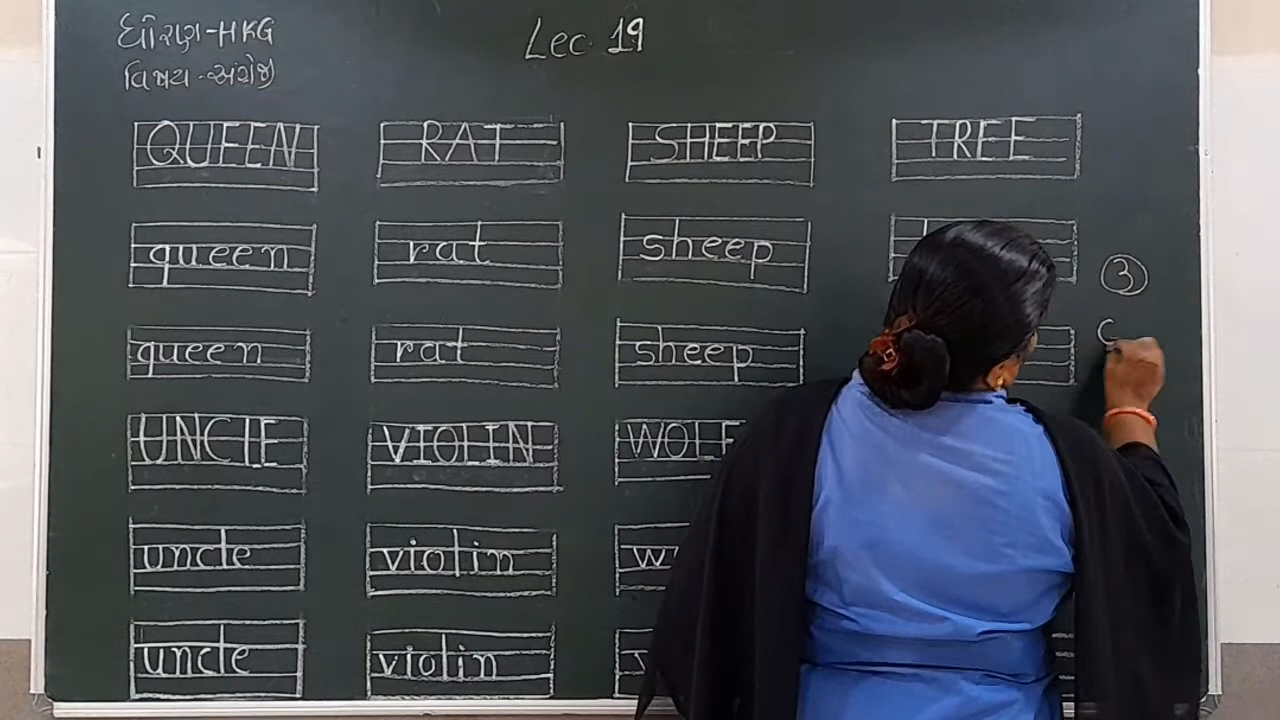 ધોરણ-HKG
વિષય-અંગ્રેજી
Lec. 19
QUEEN RAT SHEEP TREE
queen rat sheep
3
queen rat sheep
C
UNCLE VIOLIN WOLF
uncle violin w
uncle violin